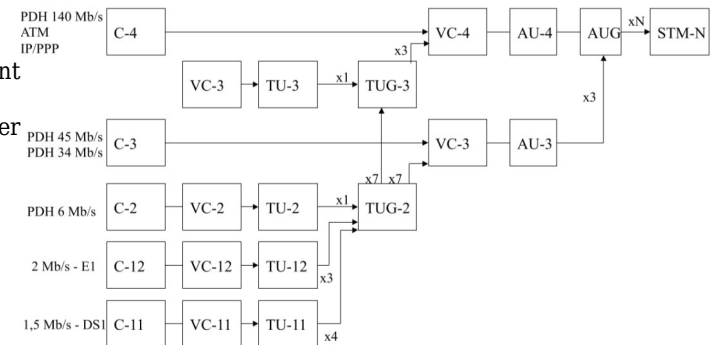 PDH 140 Mb/s
ATM
IP/PPP
C-4
VC-4
AU-4
AUG
xN
STM-N
x3
nt
VC-3
TU-3
x1
TUG-3
x3
er
PDH 45 Mb/s
PDH 34 Mb/s
C-3
VC-3
AU-3
x7
x7
PDH 6 Mb/s
C-2
VC-2
TU-2
x1
TUG-2
2 Mb/s - E1
C-12
VC-12
TU-12
x3
1,5 Mb/s - DS1
C-11
VC-11
TU-11
x4